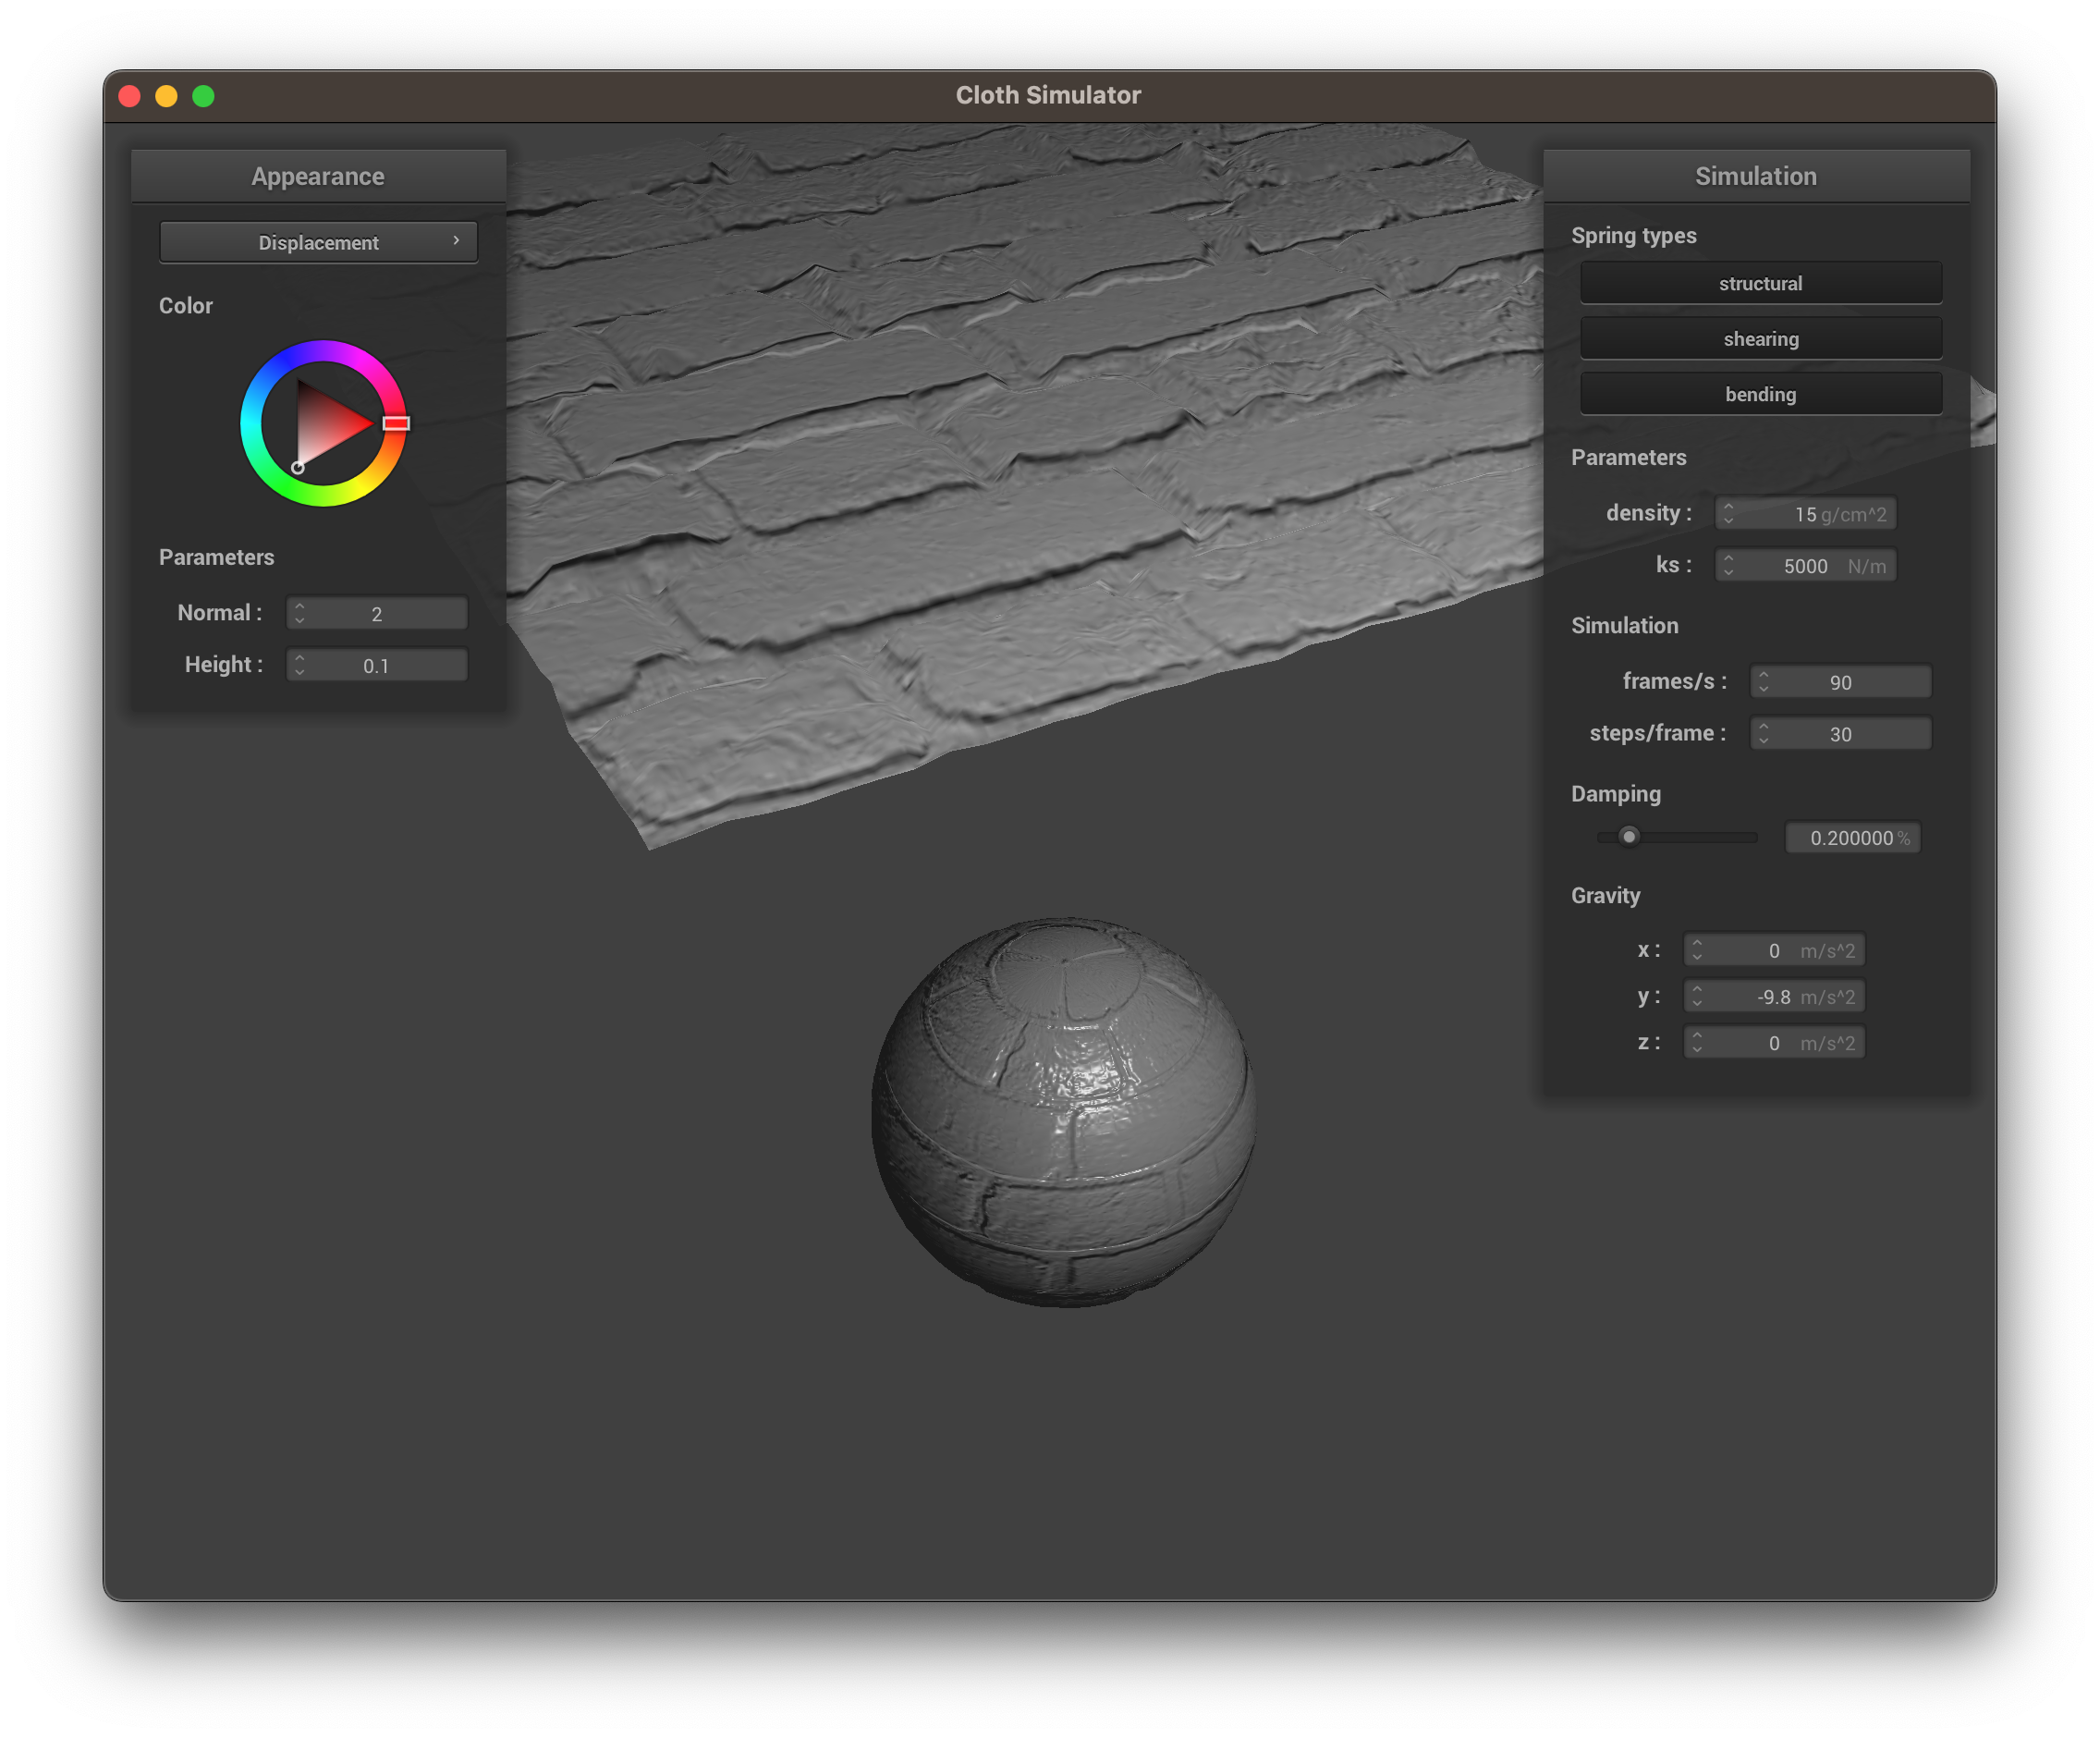 Cloth Simulator
Appearance
Displacement
Color
Parameters
Normal : 2
Height : 0.1
Simulation
Spring types
structural
shearing
bending
Parameters
density : 15 g/cm^2
ks : 5000 N/m
Simulation
frames/s : 90
steps/frame : 30
Damping
0.200000 %
Gravity
x : 0 m/s^2
y : -9.8 m/s^2
z : 0 m/s^2